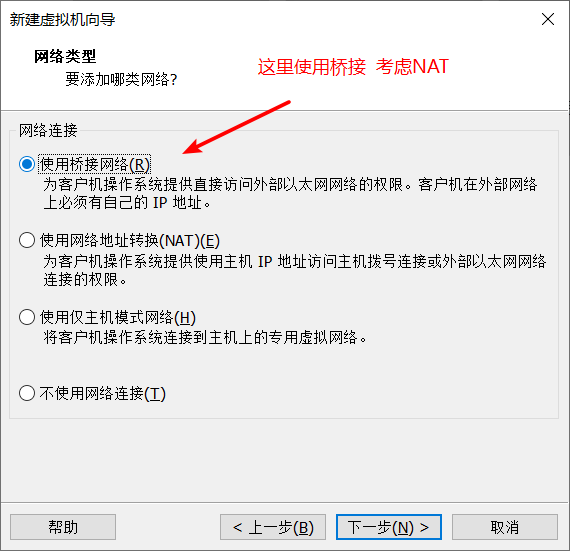 新建虚拟机向导
网络类型
要添加哪类网络?
这里使用桥接 考虑NAT
网络连接
使用桥接网络(R)
为客户机操作系统提供直接访问外部以太网网络的权限。客户机在外部网络
上必须有自己的 IP 地址。
使用网络地址转换(NAT)(E)
为客户机操作系统提供使用主机 IP 地址访问主机拨号连接或外部以太网网络
连接的权限。
使用仅主机模式网络(H)
将客户机操作系统连接到主机上的专用虚拟网络。
不使用网络连接(T)
帮助
< 上一步(B)
下一步(N) >
取消